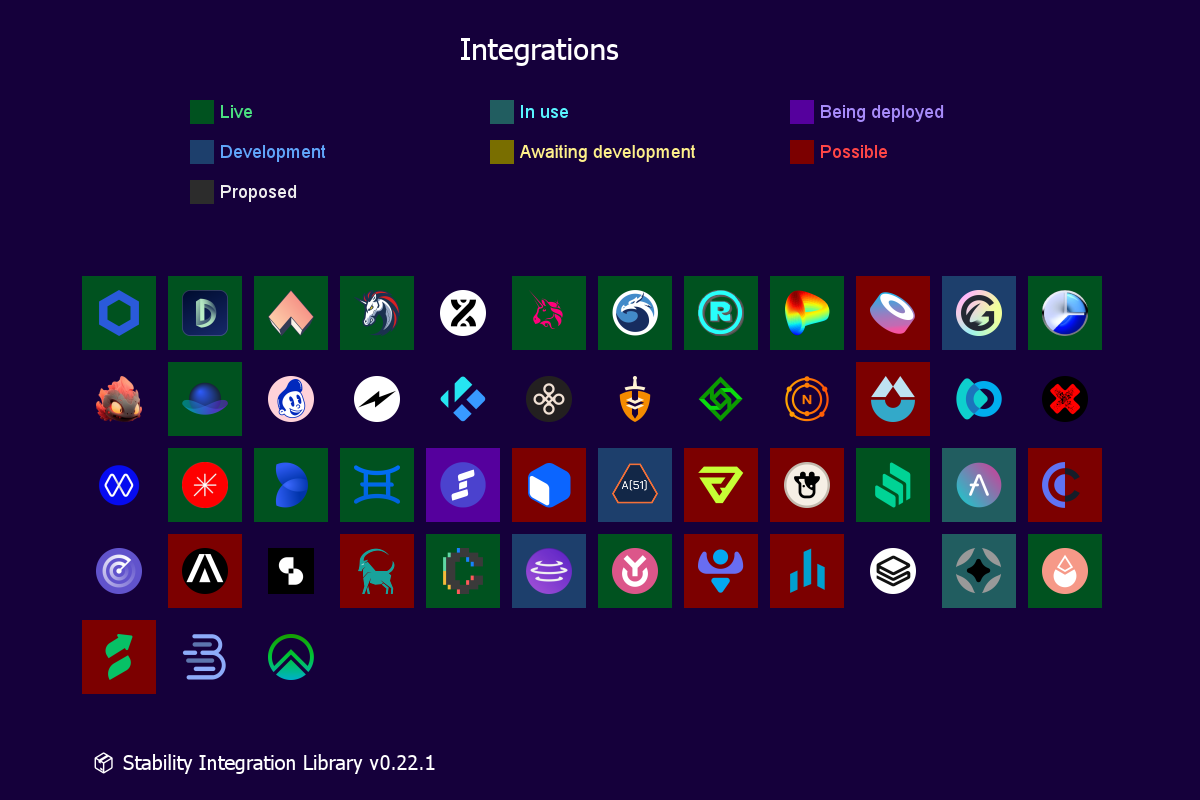 Integrations
Live
In use
Being deployed
Development
Awaiting development
Possible
Proposed
R
N
A[51]
Stability Integration Library v0.22.1